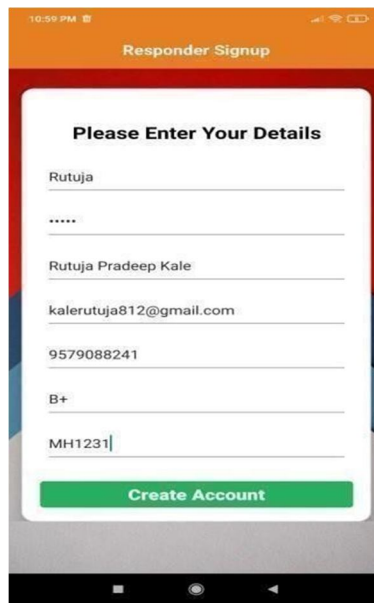 10:59 PM
Responder Signup
Please Enter Your Details
Rutuja
•••••
Rutuja Pradeep Kale
kalerutuja812@gmail.com
9579088241
B+
MH1231
Create Account